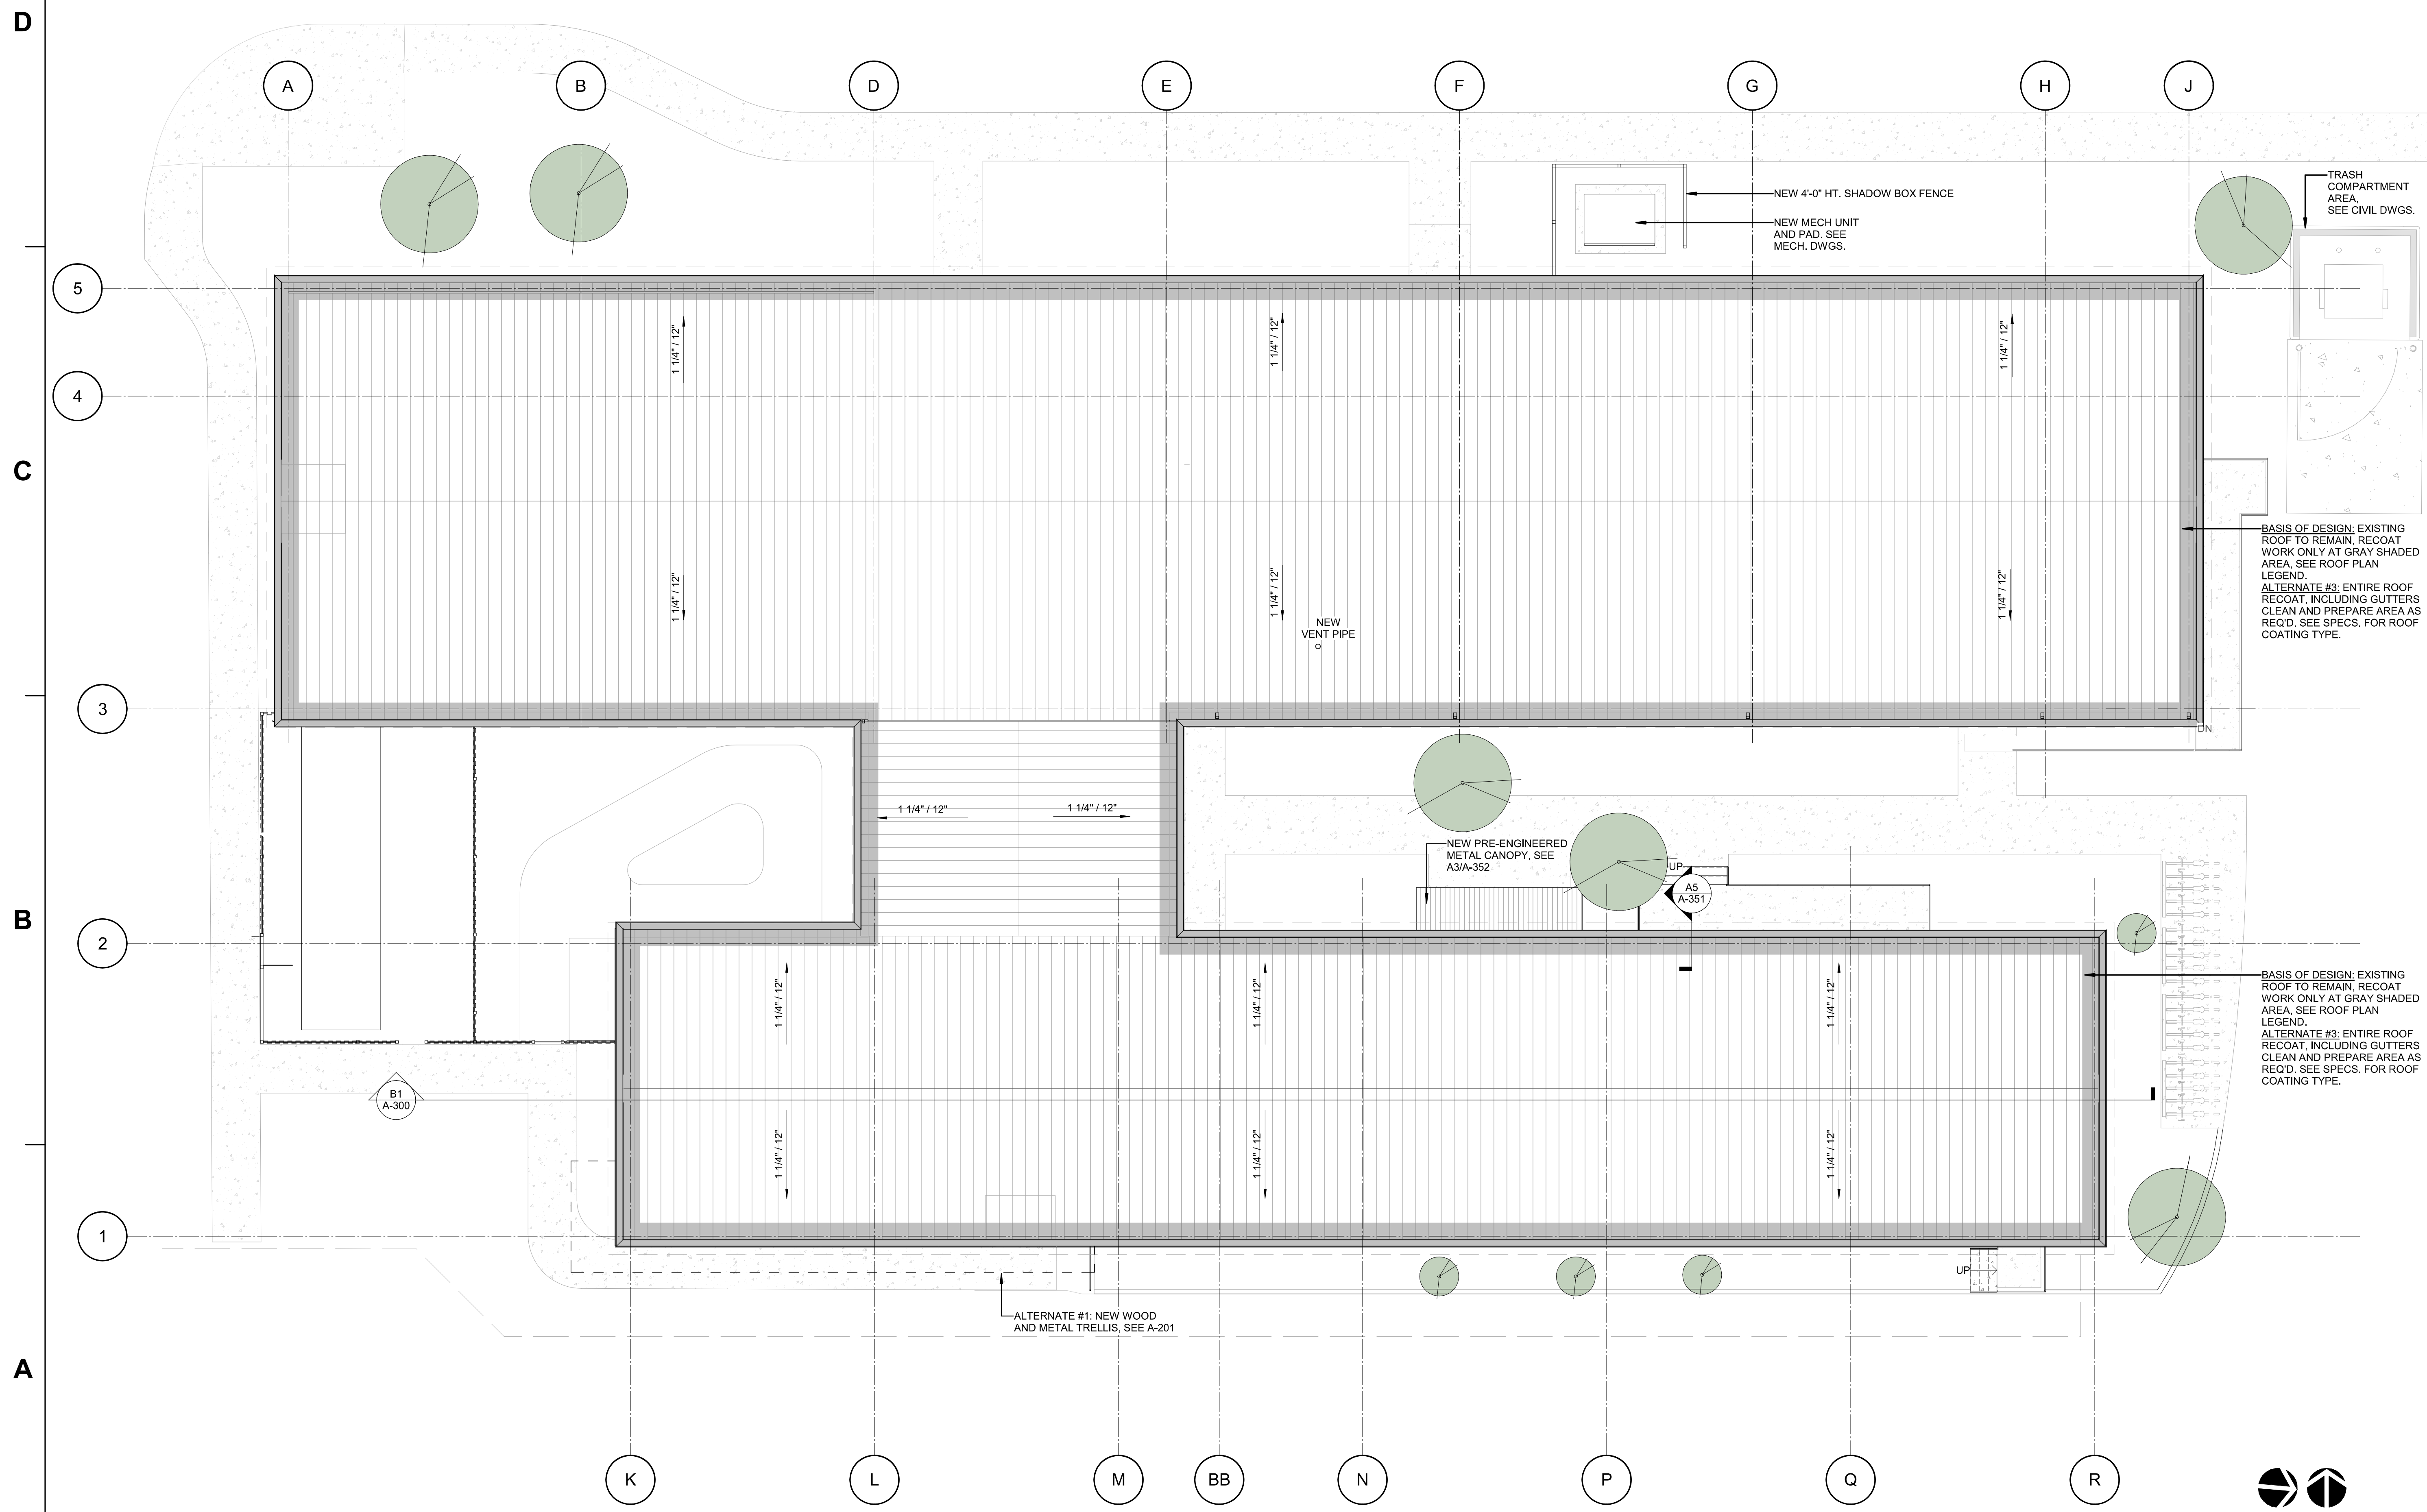 D
A
B
D
E
F
G
H
J
TRASH
COMPARTMENT
AREA,
SEE CIVIL DWGS.
NEW 4'-0" HT. SHADOW BOX FENCE
NEW MECH UNIT
AND PAD. SEE
MECH. DWGS.
5
1 1/4" / 12"
1 1/4" / 12"
1 1/4" / 12"
4
C
BASIS OF DESIGN: EXISTING
ROOF TO REMAIN, RECOAT
WORK ONLY AT GRAY SHADED
AREA, SEE ROOF PLAN
LEGEND.
ALTERNATE #3: ENTIRE ROOF
RECOAT, INCLUDING GUTTERS
CLEAN AND PREPARE AREA AS
REQ'D. SEE SPECS. FOR ROOF
COATING TYPE.
1 1/4" / 12"
1 1/4" / 12"
1 1/4" / 12"
NEW
VENT PIPE
3
DN
1 1/4" / 12"
1 1/4" / 12"
NEW PRE-ENGINEERED
METAL CANOPY, SEE
A3/A-352
UP
A5
A-351
B
2
1 1/4" / 12"
1 1/4" / 12"
1 1/4" / 12"
BASIS OF DESIGN: EXISTING
ROOF TO REMAIN, RECOAT
WORK ONLY AT GRAY SHADED
AREA, SEE ROOF PLAN
LEGEND.
ALTERNATE #3: ENTIRE ROOF
RECOAT, INCLUDING GUTTERS
CLEAN AND PREPARE AREA AS
REQ'D. SEE SPECS. FOR ROOF
COATING TYPE.
B1
A-300
1 1/4" / 12"
1 1/4" / 12"
1 1/4" / 12"
1
UP
ALTERNATE #1: NEW WOOD
AND METAL TRELLIS, SEE A-201
A
K
L
M
BB
N
P
Q
R